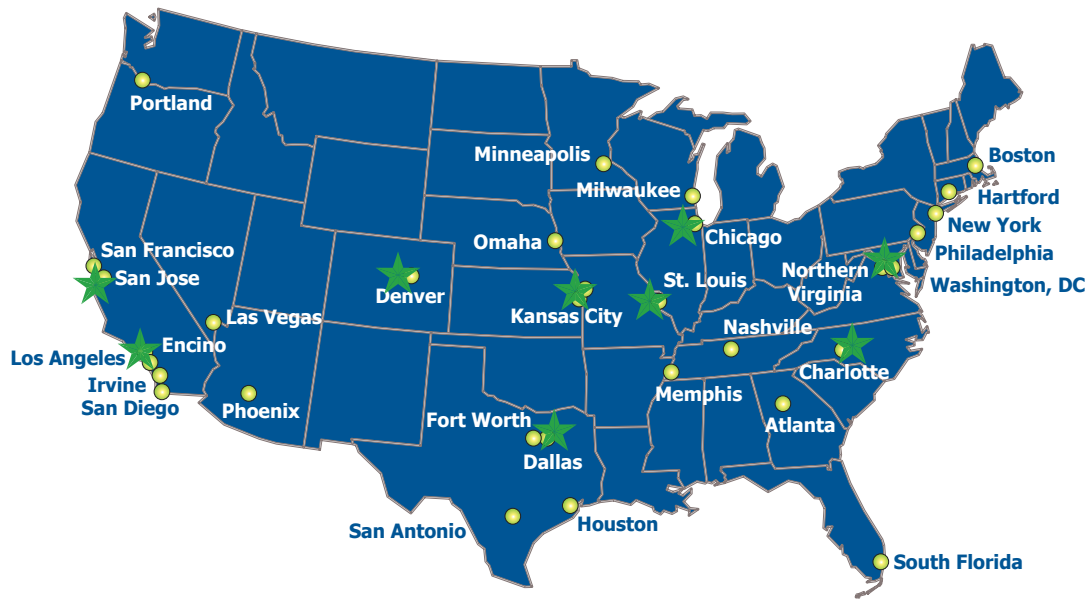 Portland
Minneapolis
Milwaukee
Boston
Hartford
New York
Philadelphia
Washington, DC
Northern
Virginia
Chicago
Omaha
San Francisco
San Jose
Denver
St. Louis
Kansas City
Las Vegas
Nashville
Encino
Los Angeles
Irvine
San Diego
Phoenix
Memphis
Charlotte
Atlanta
Fort Worth
Dallas
San Antonio
Houston
South Florida